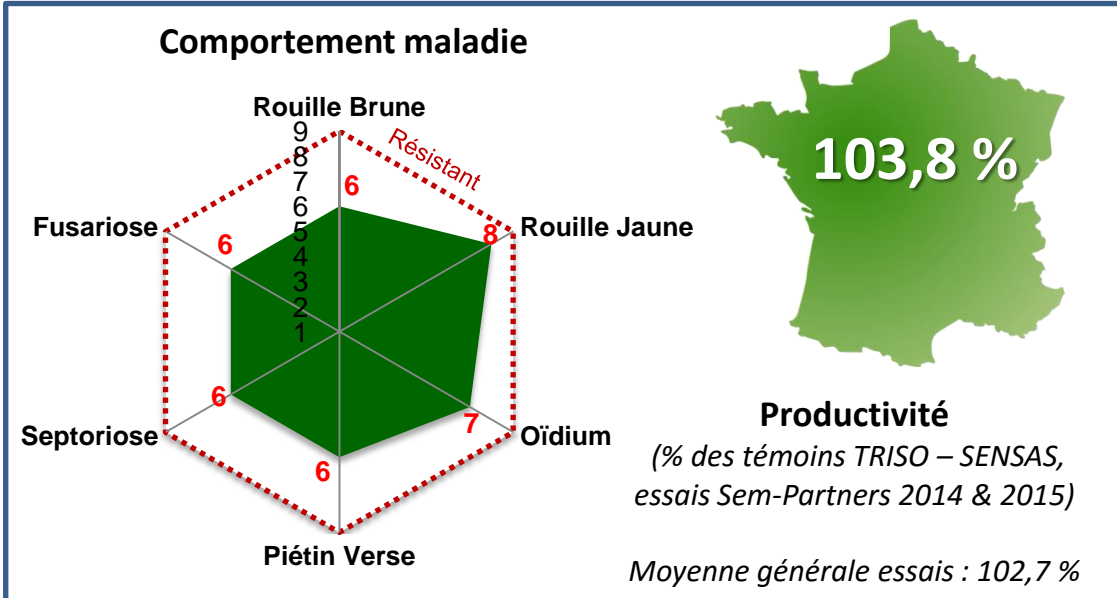 Comportement maladie
Rouille Brune
9
8
7
6
5
4
3
2
1
Résistant
6
8
7
6
6
6
Rouille Jaune
Oïdium
Piétin Verse
Septoriose
Fusariose
103,8 %
Productivité
(% des témoins TRISO – SENSAS,
essais Sem-Partners 2014 & 2015)
Moyenne générale essais : 102,7 %